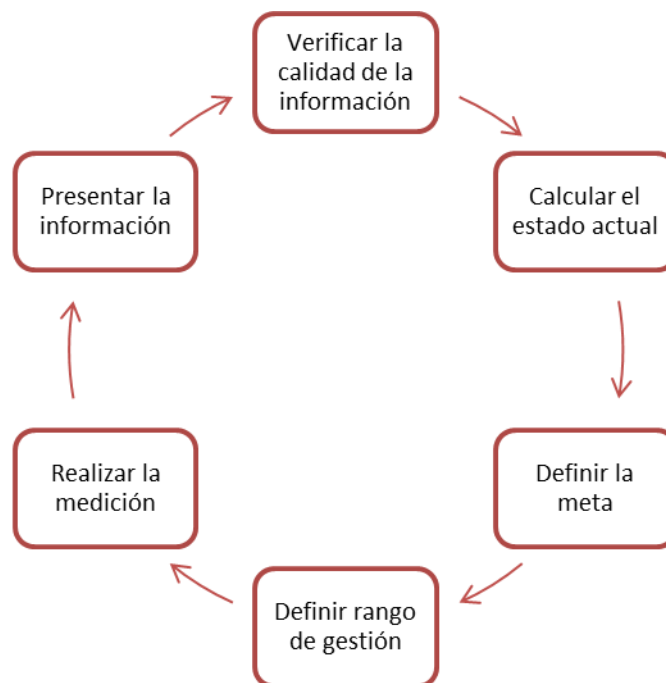 Verificar la
calidad de la
información
Calcular el
estado actual
Definir la
meta
Definir rango
de gestión
Realizar la
medición
Presentar la
información